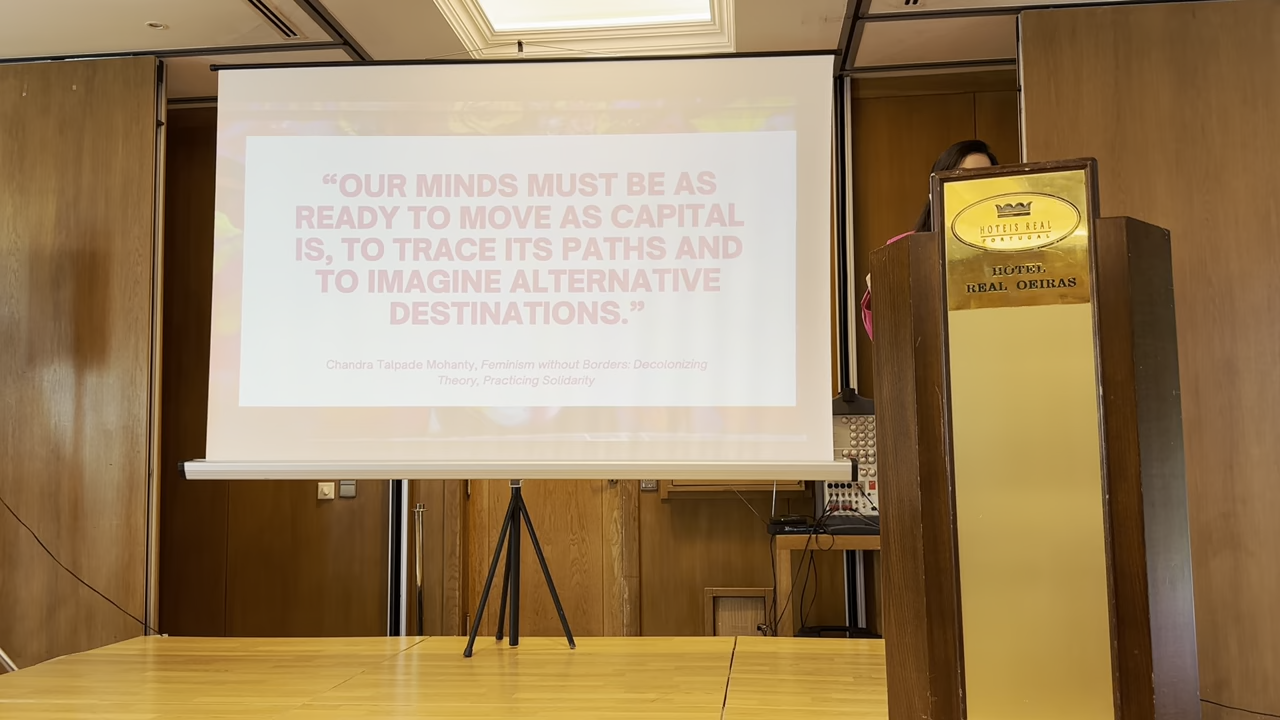 “OUR MINDS MUST BE AS
READY TO MOVE AS CAPITAL
IS, TO TRACE ITS PATHS AND
TO IMAGINE ALTERNATIVE
DESTINATIONS.”
Chandra Talpade Mohanty, Feminism without Borders: Decolonizing
Theory, Practicing Solidarity
HOTEIS REAL
PORTUGAL
HOTEL
REAL OEIRAS